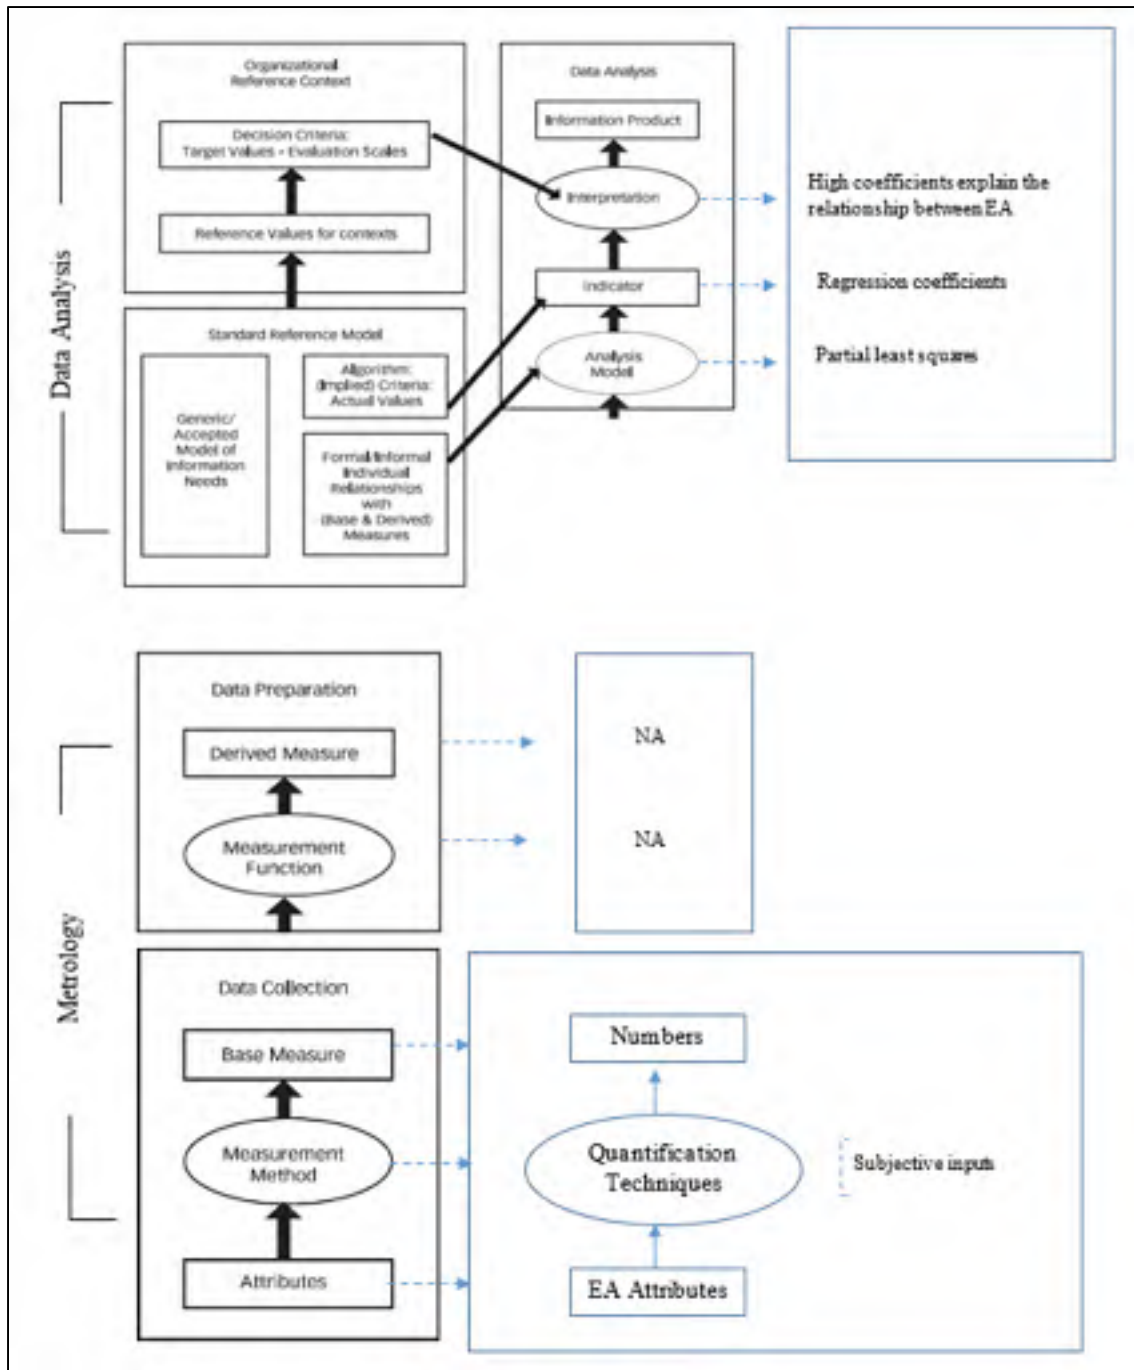 Data Analysis
Organizational
Reference Context
Decision Criteria:
Target Values - Evaluation Scales
Reference Values for contexts
Standard Reference Model
Generic/
Accepted
Model of
Information
Needs
Algorithm:
(Implied) Criteria:
Actual Values
Formal/Informal
Individual
Relationships
with
(Base & Derived)
Measures
Data Analysis
Information Product
Interpretation
Indicator
Analysis
Model
High coefficients explain the
relationship between EA
Regression coefficients
Partial least squares
Metrology
Data Preparation
Derived Measure
Measurement
Function
NA
NA
Data Collection
Base Measure
Measurement
Method
Attributes
Numbers
Quantification
Techniques
EA Attributes
Subjective inputs